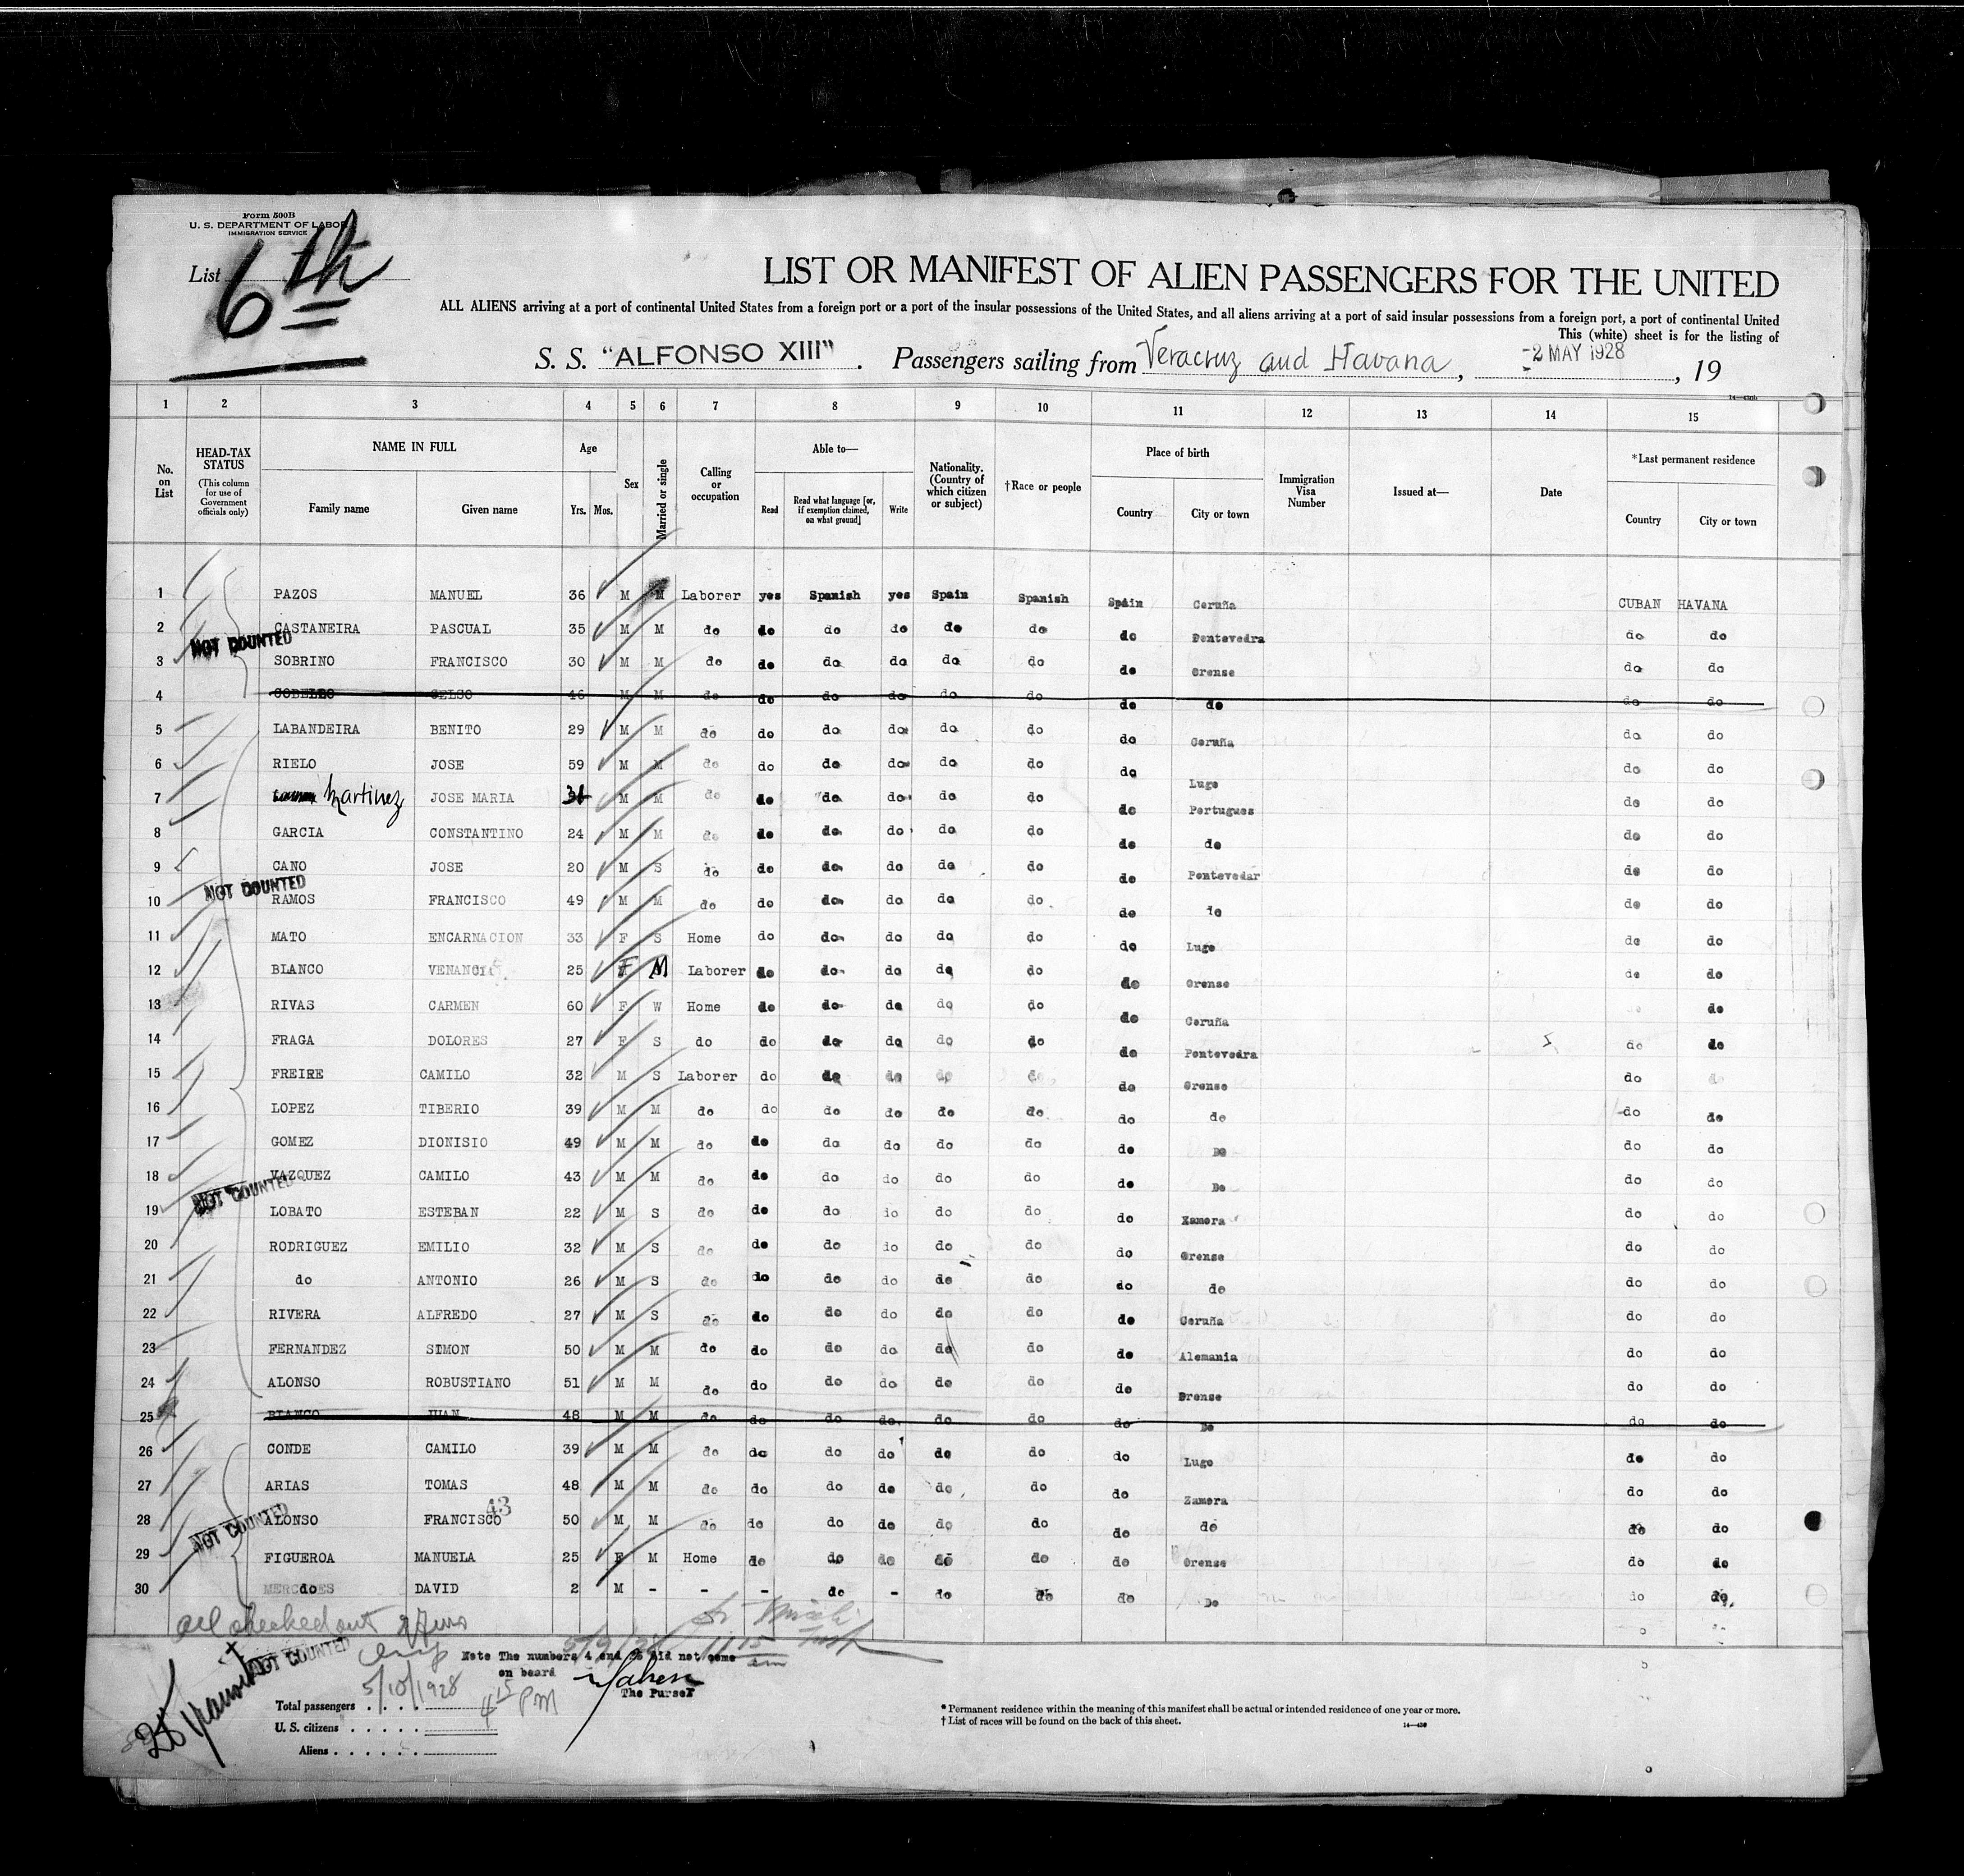 Form 500B
U. S. DEPARTMENT OF LABOR
IMMIGRATION SERVICE
List 6th
LIST OR MANIFEST OF ALIEN PASSENGERS FOR THE UNITED
ALL ALIENS arriving at a port of continental United States from a foreign port or a port of the insular possessions of the United States, and all aliens arriving at a port of said insular possessions from a foreign port, a port of continental United
This (white) sheet is for the listing of
S. S. "ALFONSO XIII". Passengers sailing from Veracruz and Havana, -2 MAY 1928, 19
14-430b
1 2 3 4 5 6 7 8 9 10 11 12 13 14 15
No. on List
HEAD-TAX STATUS
(This column for use of Government officials only)
NAME IN FULL
Family name Given name
Age
Yrs. Mos.
Sex
Married or single
Calling or occupation
Able to—
Read
Read what language [or, if exemption claimed, on what ground]
Write
Nationality. (Country of which citizen or subject)
†Race or people
Place of birth
Country City or town
Immigration Visa Number
Issued at—
Date
*Last permanent residence
Country City or town
1 PAZOS MANUEL 36 M M Laborer yes Spanish yes Spain Spanish Spain Coruña CUBAN HAVANA
2 CASTANEIRA PASCUAL 35 M M do do do do do do do Pontevedra do do
NOT COUNTED
3 SOBRINO FRANCISCO 30 M M do do do do do do do Orense do do
4 CELSO 46 M M do do do do do do do do do do
5 LABANDEIRA BENITO 29 M M do do do do do do do Coruña do do
6 RIELO JOSE 59 M M do do do do do do do Lugo do do
7 Martinez JOSE MARIA M M do do do do do do do Portugues do do
8 GARCIA CONSTANTINO 24 M M do do do do do do do do do do
9 CANO JOSE 20 M S do do do do do do do Pontevedar do do
NOT COUNTED
10 RAMOS FRANCISCO 49 M M do do do do do do do do do do
11 MATO ENCARNACION 33 F S Home do do do do do do Lugo do do
12 BLANCO 25 F M Laborer do do do do do do Orense do do
13 RIVAS CARMEN 60 F W Home do do do do do do Coruña do
14 FRAGA DOLORES 27 F S do do do do do do do Pontevedra do do
15 FREIRE CAMILO 32 M S Laborer do do do do do do Orense do do
16 LOPEZ TIBERIO 39 M M do do do do do do do do do do
17 GOMEZ DIONISIO 49 M M do do do do do do do Do do do
18 VAZQUEZ CAMILO 43 M M do do do do do do do Do do do
NOT COUNTED
19 LOBATO ESTEBAN 22 M S do do do do do do do Zamora do do
20 RODRIGUEZ EMILIO 32 M S do do do do do do do Orense do do
21 do ANTONIO 26 M S do do do do do do do do do do
22 RIVERA ALFREDO 27 M S do do do do do do do Coruña do do
23 FERNANDEZ SIMON 50 M M do do do do do do do Alemania do do
24 ALONSO ROBUSTIANO 51 M M do do do do do do do Orense do do
25 BLANCO JUAN 48 M M do do do do do do do Do do do
26 CONDE CAMILO 39 M M do do do do do do do Lugo do do
27 ARIAS TOMAS 48 M M do do do do do do do Zamora do do
43
28 ALONSO FRANCISCO 50 M M do do do do do do do do do do
NOT COUNTED
29 FIGUEROA MANUELA 25 F M Home do do do do do do Orense do do
30 do DAVID 2 M - - - do - do do do Do do do
All checked out
NOT COUNTED
5/9/28 11 15 am
Note The numbers 4 and 25 did not come
on board
The Purser
5/10/1928
4 15 PM
28 transit
Total passengers . . . .
U. S. citizens . . . . .
Aliens . . . . . .
* Permanent residence within the meaning of this manifest shall be actual or intended residence of one year or more.
† List of races will be found on the back of this sheet.
14-430